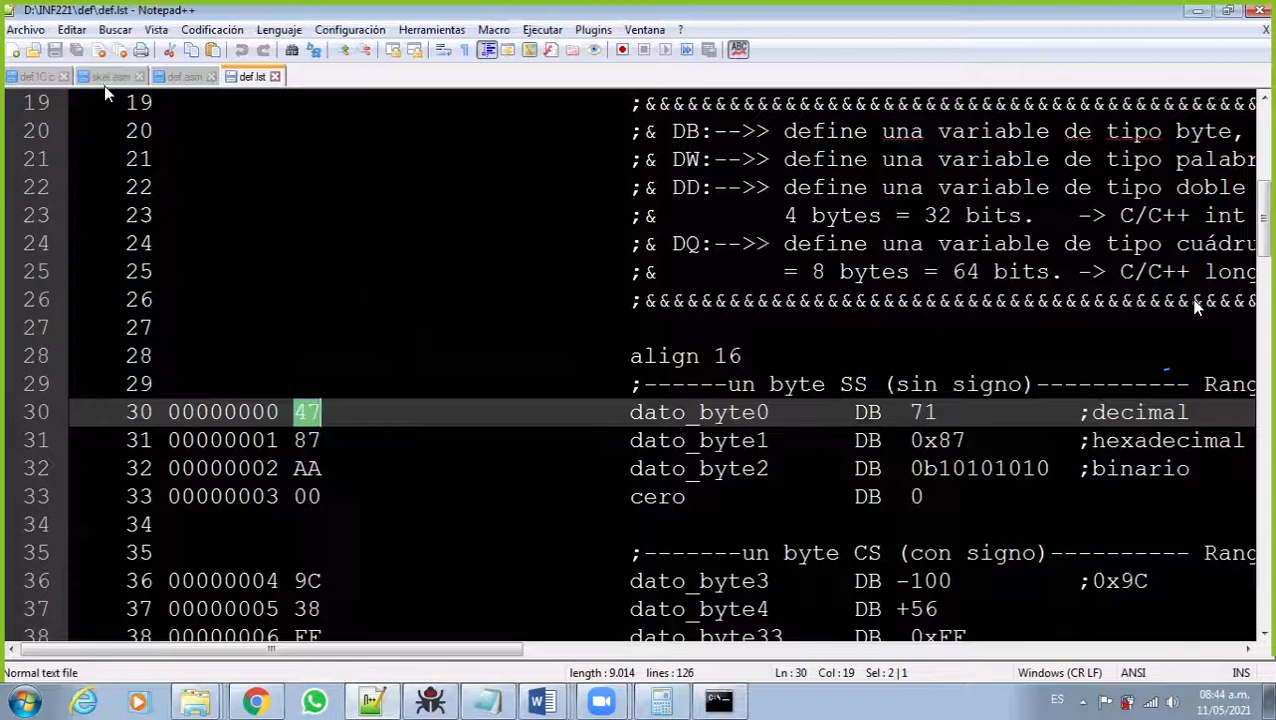 D:\INF221\def\def.lst - Notepad++
Archivo Editar Buscar Vista Codificación Lenguaje Configuración Herramientas Macro Ejecutar Plugins Ventana ? X
def1C.c skel.asm def.asm def.lst
19 19 ;&&&&&&&&&&&&&&&&&&&&&&&&&&&&&&&&&&&&&&&&&&&&
20 20 ;& DB:-->> define una variable de tipo byte,
21 21 ;& DW:-->> define una variable de tipo palabr
22 22 ;& DD:-->> define una variable de tipo doble
23 23 ;& 4 bytes = 32 bits. -> C/C++ int
24 24 ;& DQ:-->> define una variable de tipo cuádru
25 25 ;& = 8 bytes = 64 bits. -> C/C++ long
26 26 ;&&&&&&&&&&&&&&&&&&&&&&&&&&&&&&&&&&&&&&&&&&&&
27 27
28 28 align 16
29 29 ;------un byte SS (sin signo)----------- Rang
30 30 00000000 47 dato_byte0 DB 71 ;decimal
31 31 00000001 87 dato_byte1 DB 0x87 ;hexadecimal
32 32 00000002 AA dato_byte2 DB 0b10101010 ;binario
33 33 00000003 00 cero DB 0
34 34
35 35 ;-------un byte CS (con signo)---------- Rang
36 36 00000004 9C dato_byte3 DB -100 ;0x9C
37 37 00000005 38 dato_byte4 DB +56
38 38 00000006 FF dato_byte33 DB 0xFF
Normal text file length : 9.014 lines : 126 Ln : 30 Col : 19 Sel : 2 | 1 Windows (CR LF) ANSI INS
ES 08:44 a.m.
11/05/2021